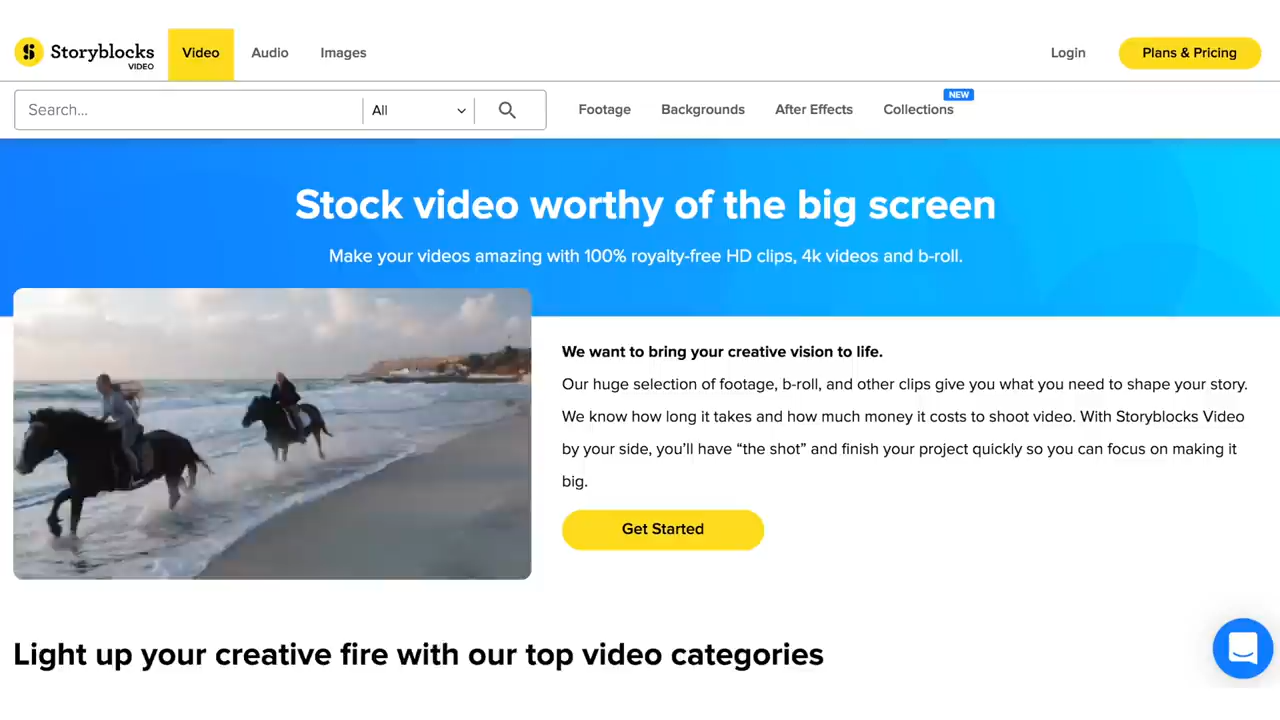 Storyblocks
VIDEO
Video
Audio
Images
Login
Plans & Pricing
Search...
All
Footage
Backgrounds
After Effects
Collections
NEW
Stock video worthy of the big screen
Make your videos amazing with 100% royalty-free HD clips, 4k videos and b-roll.
We want to bring your creative vision to life.
Our huge selection of footage, b-roll, and other clips give you what you need to shape your story.
We know how long it takes and how much money it costs to shoot video. With Storyblocks Video
by your side, you’ll have “the shot” and finish your project quickly so you can focus on making it
big.
Get Started
Light up your creative fire with our top video categories